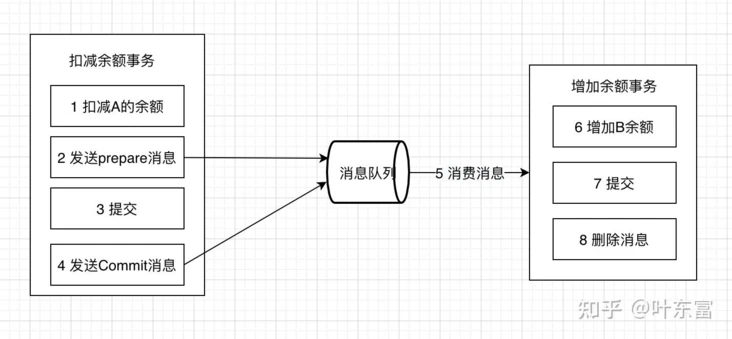 扣减余额事务
1 扣减A的余额
2 发送prepare消息
3 提交
4 发送Commit消息
消息队列
5 消费消息
增加余额事务
6 增加B余额
7 提交
8 删除消息
知乎 @叶东富